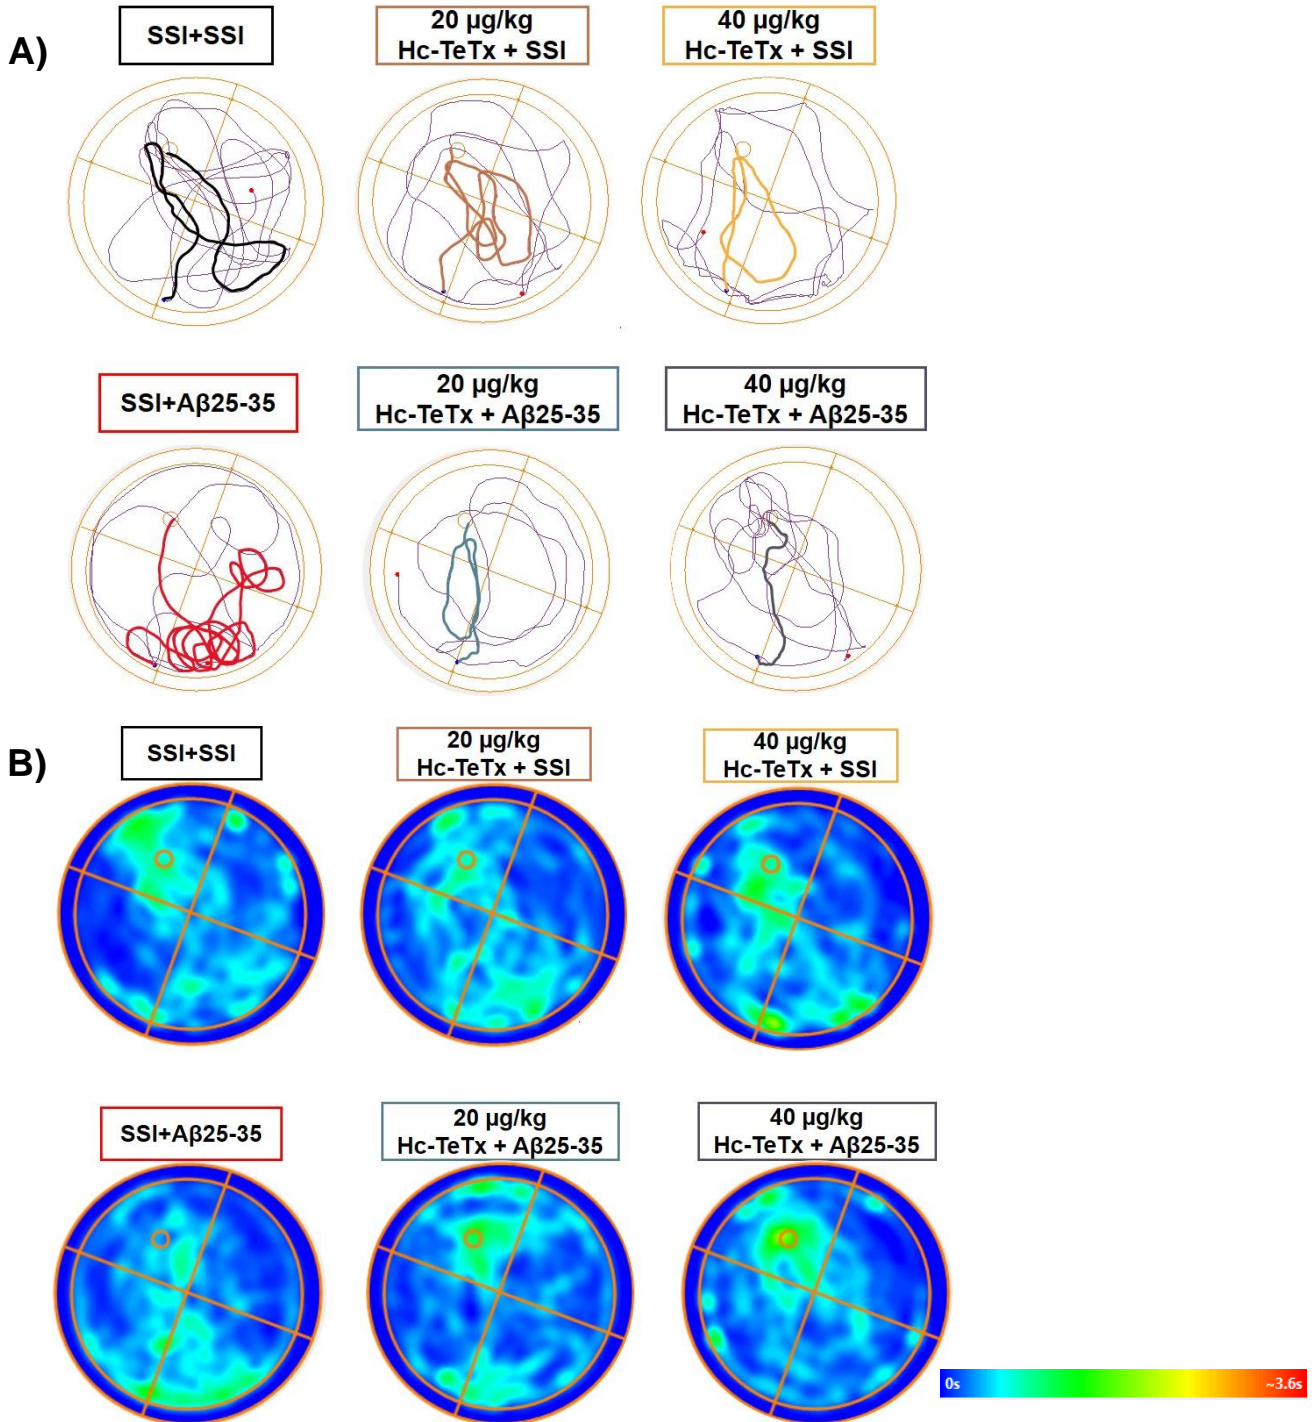 A)
SSI+SSI
20 µg/kg
Hc-TeTx + SSI
40 µg/kg
Hc-TeTx + SSI
SSI+Aβ25-35
20 µg/kg
Hc-TeTx + Aβ25-35
40 µg/kg
Hc-TeTx + Aβ25-35
B)
SSI+SSI
20 µg/kg
Hc-TeTx + SSI
40 µg/kg
Hc-TeTx + SSI
SSI+Aβ25-35
20 µg/kg
Hc-TeTx + Aβ25-35
40 µg/kg
Hc-TeTx + Aβ25-35
0s
~3.6s